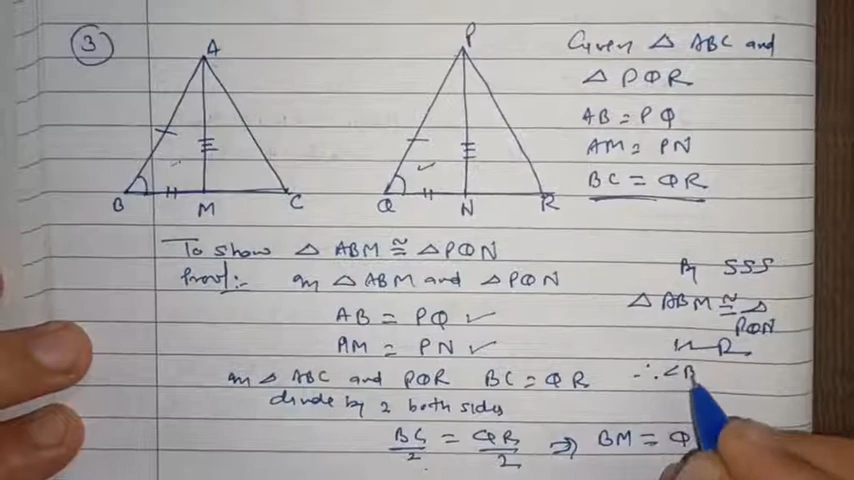 3
A
B
M
C
P
Q
N
R
Given △ ABC and
△ PQR
AB = PQ
AM = PN
BC = QR
To show △ ABM ≅ △PQN
Proof:- In △ ABM and △PQN
AB = PQ ✓
AM = PN ✓
In △ ABC and PQR BC = QR
divide by 2 both sides
BC/2 = QR/2 ⇒ BM = Q
By SSS
△ ABM ≅ △
PQN
∴ <B